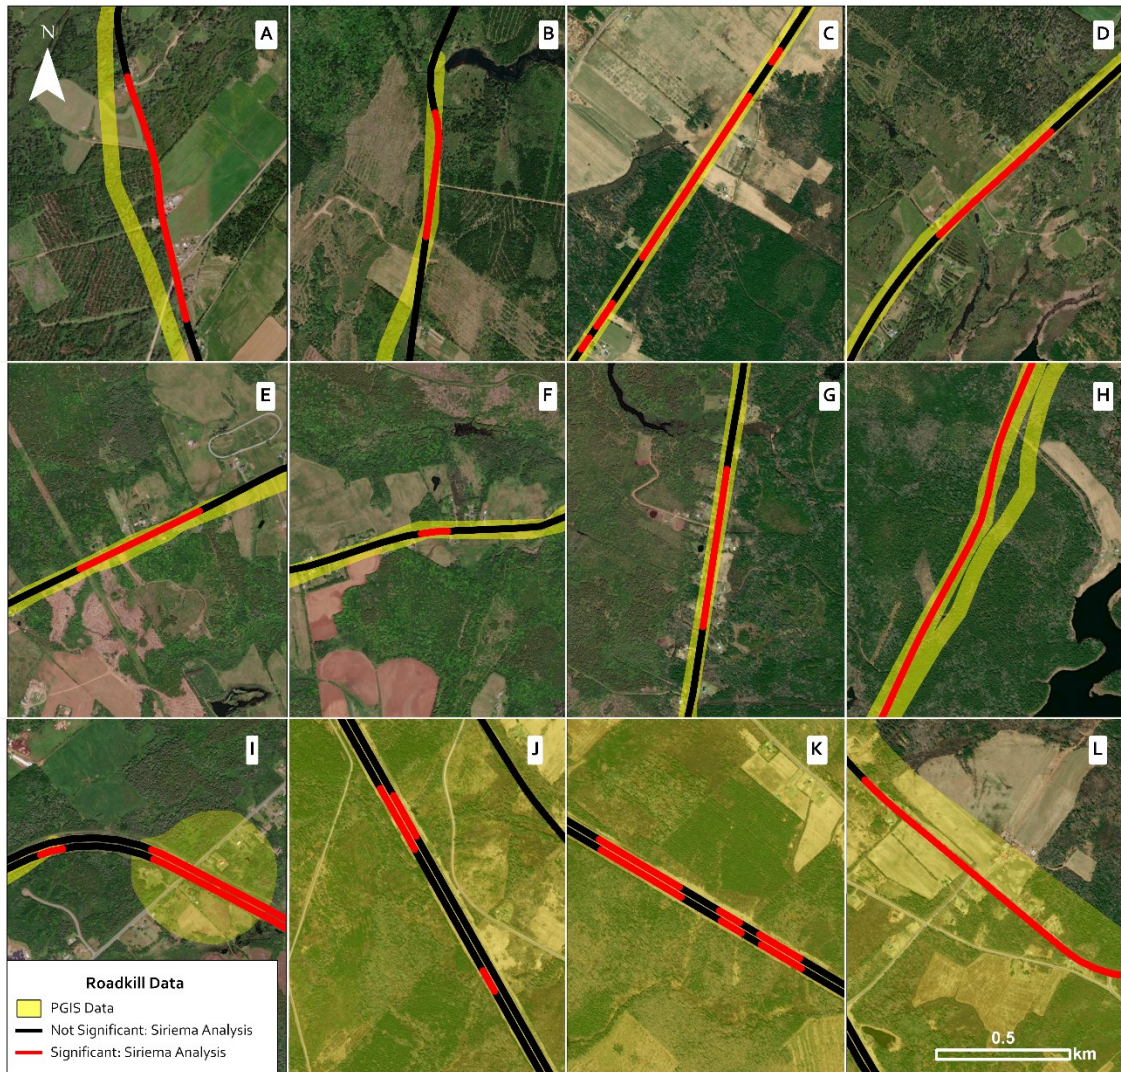 N
A
B
C
D
E
F
G
H
I
J
K
L
Roadkill Data
PGIS Data
Not Significant: Siriema Analysis
Significant: Siriema Analysis
0.5
km